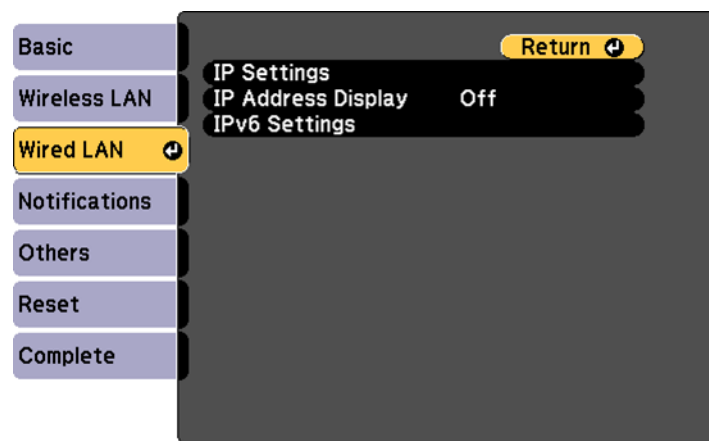 Basic
Wireless LAN
Wired LAN
Notifications
Others
Reset
Complete
Return
IP Settings
IP Address Display Off
IPv6 Settings